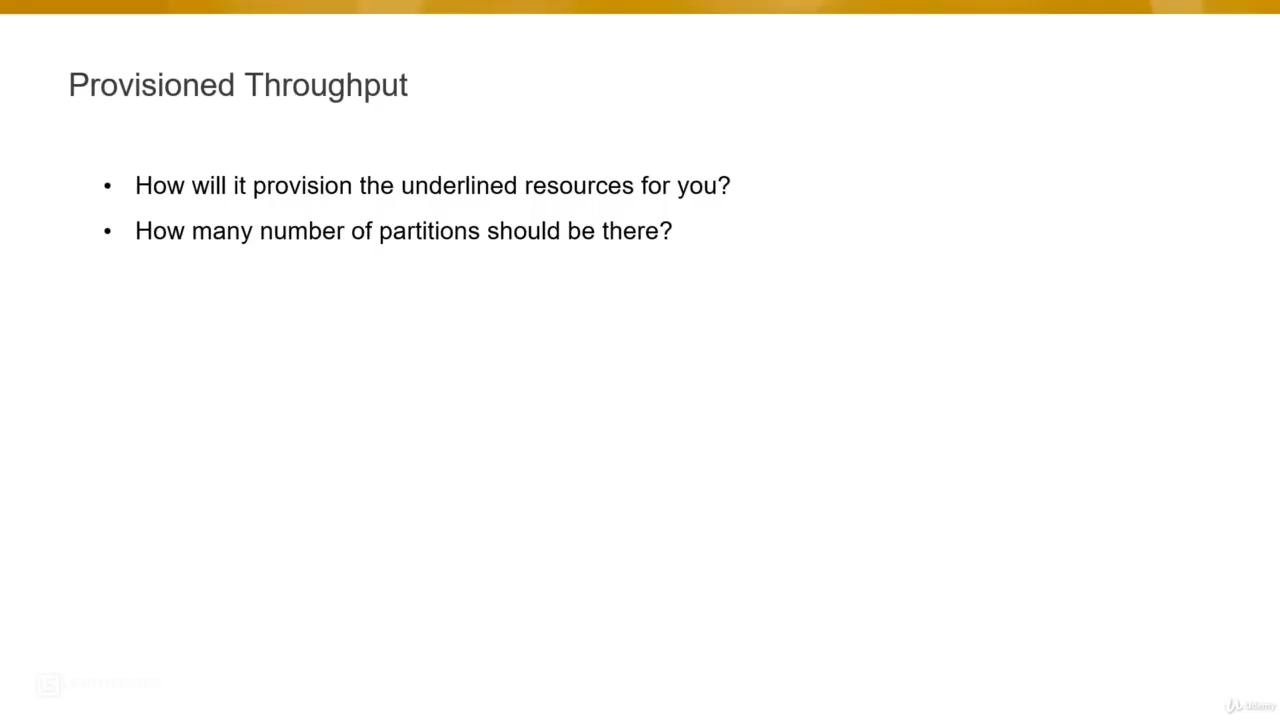 Provisioned Throughput
• How will it provision the underlined resources for you?
• How many number of partitions should be there?
Udemy